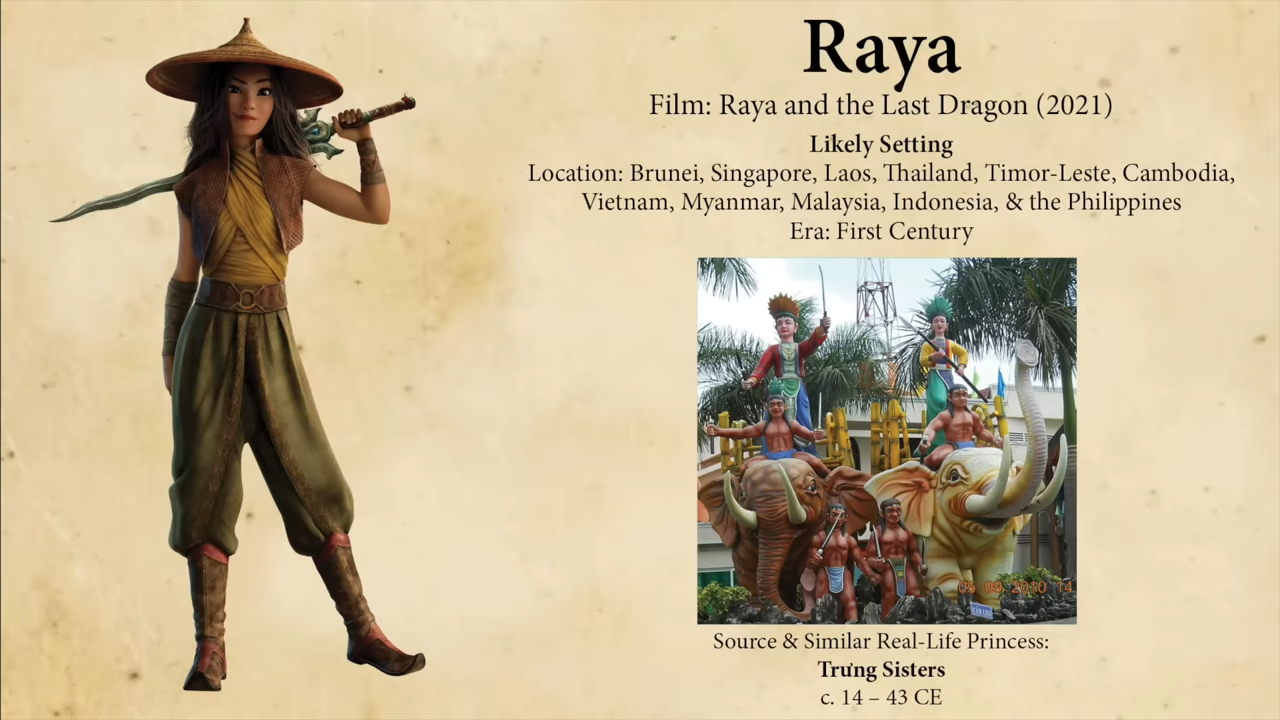 Raya
Film: Raya and the Last Dragon (2021)
Likely Setting
Location: Brunei, Singapore, Laos, Thailand, Timor-Leste, Cambodia,
Vietnam, Myanmar, Malaysia, Indonesia, & the Philippines
Era: First Century
Source & Similar Real-Life Princess:
Trưng Sisters
c. 14 – 43 CE